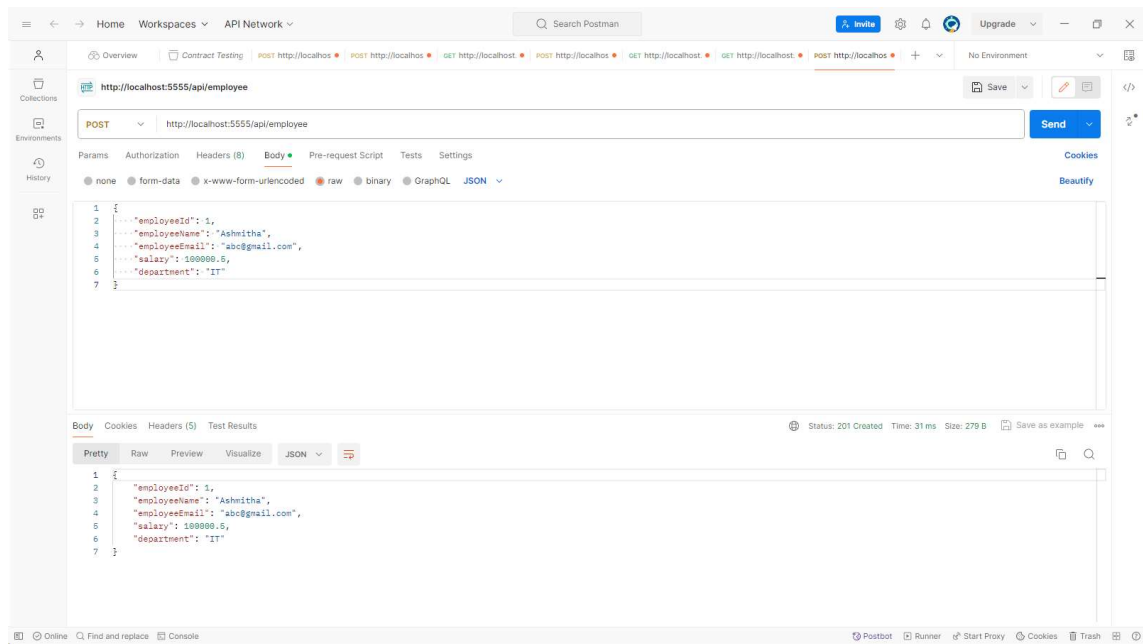 Home Workspaces API Network Search Postman Invite Upgrade
Overview Contract Testing POST http://localhos POST http://localhos GET http://localhost. POST http://localhos GET http://localhost. GET http://localhost. POST http://localhos No Environment
Collections
Environments
History
HTTP http://localhost:5555/api/employee Save
POST http://localhost:5555/api/employee Send
Params Authorization Headers (8) Body Pre-request Script Tests Settings Cookies
none form-data x-www-form-urlencoded raw binary GraphQL JSON Beautify
1 {
2 "employeeId": 1,
3 "employeeName": "Ashmitha",
4 "employeeEmail": "abc@gmail.com",
5 "salary": 100000.5,
6 "department": "IT"
7 }
Body Cookies Headers (5) Test Results Status: 201 Created Time: 31 ms Size: 279 B Save as example
Pretty Raw Preview Visualize JSON
1 {
2 "employeeId": 1,
3 "employeeName": "Ashmitha",
4 "employeeEmail": "abc@gmail.com",
5 "salary": 100000.5,
6 "department": "IT"
7 }
Online Find and replace Console Postbot Runner Start Proxy Cookies Trash